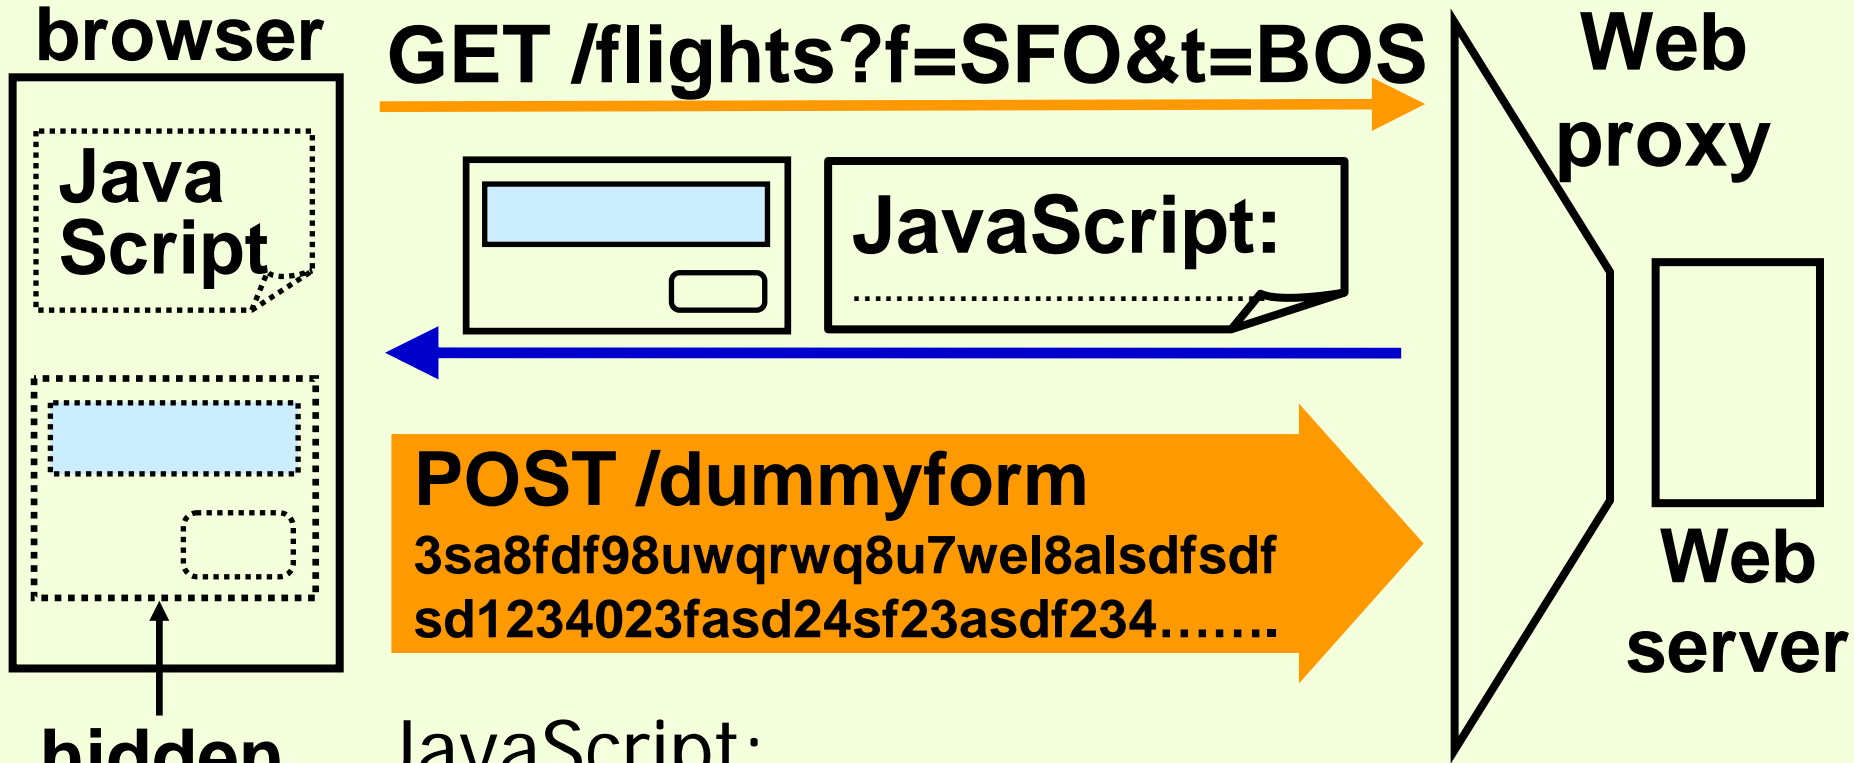 browser
GET /flights?f=SFO&t=BOS
Web
proxy
Java
Script
JavaScript:
POST /dummyform
3sa8fdf98uwqrwq8u7wel8alsdfsdf
sd1234023fasd24sf23asdf234.......
Web
server
hidden
JavaScript: